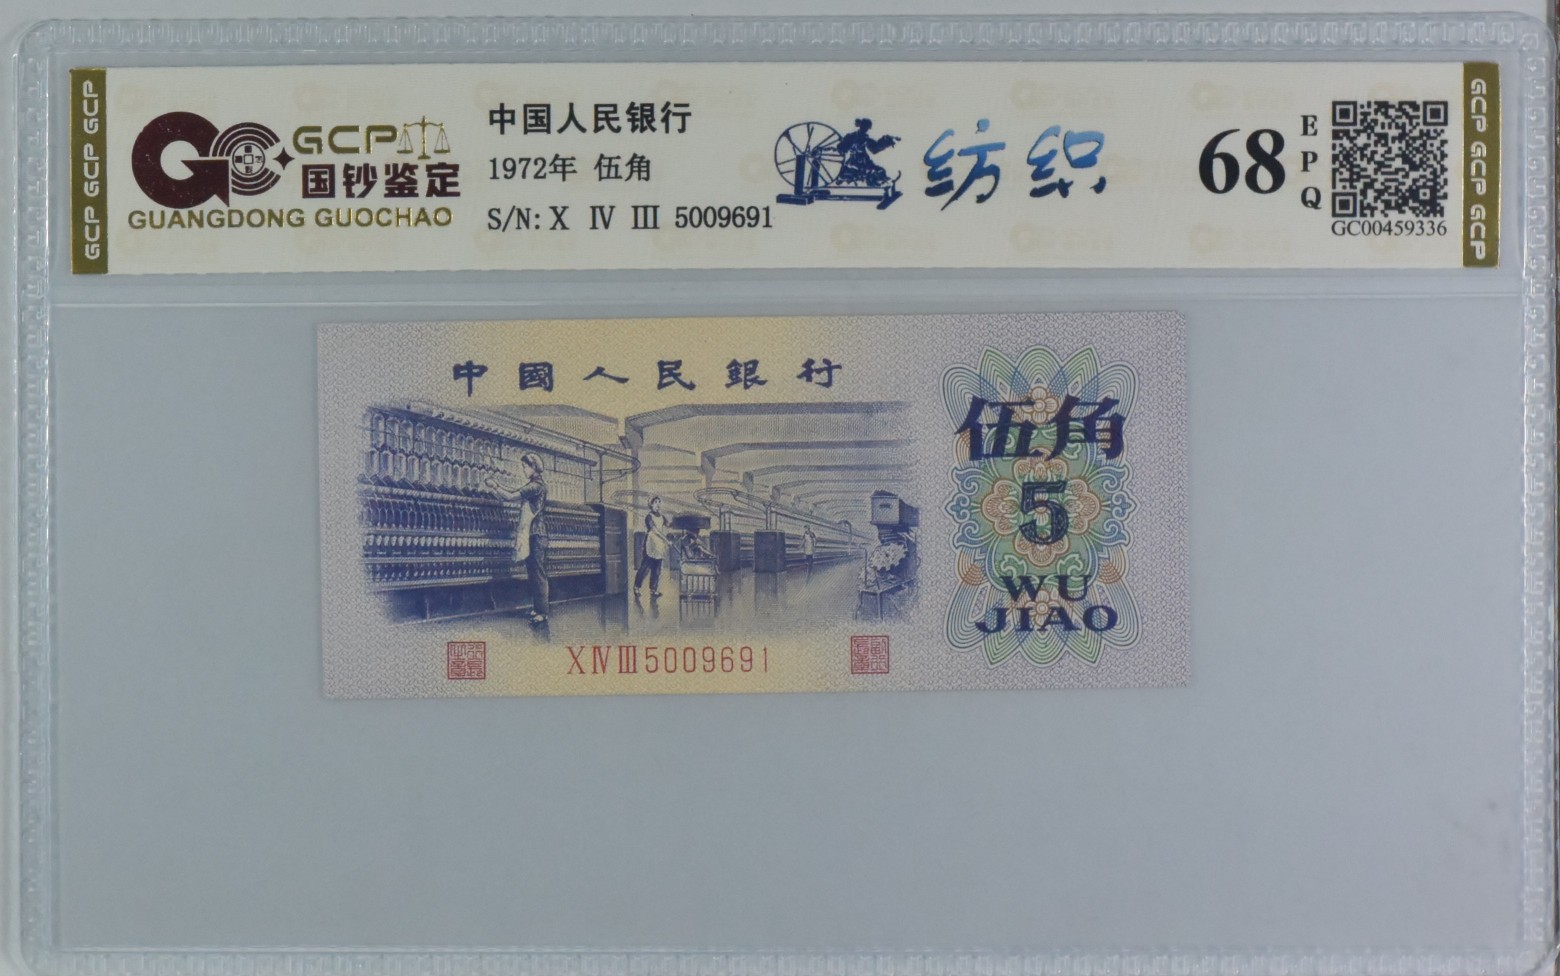 GCP GCP GCP
GCP
国钞鉴定
GUANGDONG GUOCHAO
中国人民银行
1972年 伍角
S/N: X Ⅳ Ⅲ 5009691
纺织
68
EPQ
GC00459336
GCP GCP GCP
中國人民銀行
伍角
5
WU
JIAO
XⅣⅢ5009691